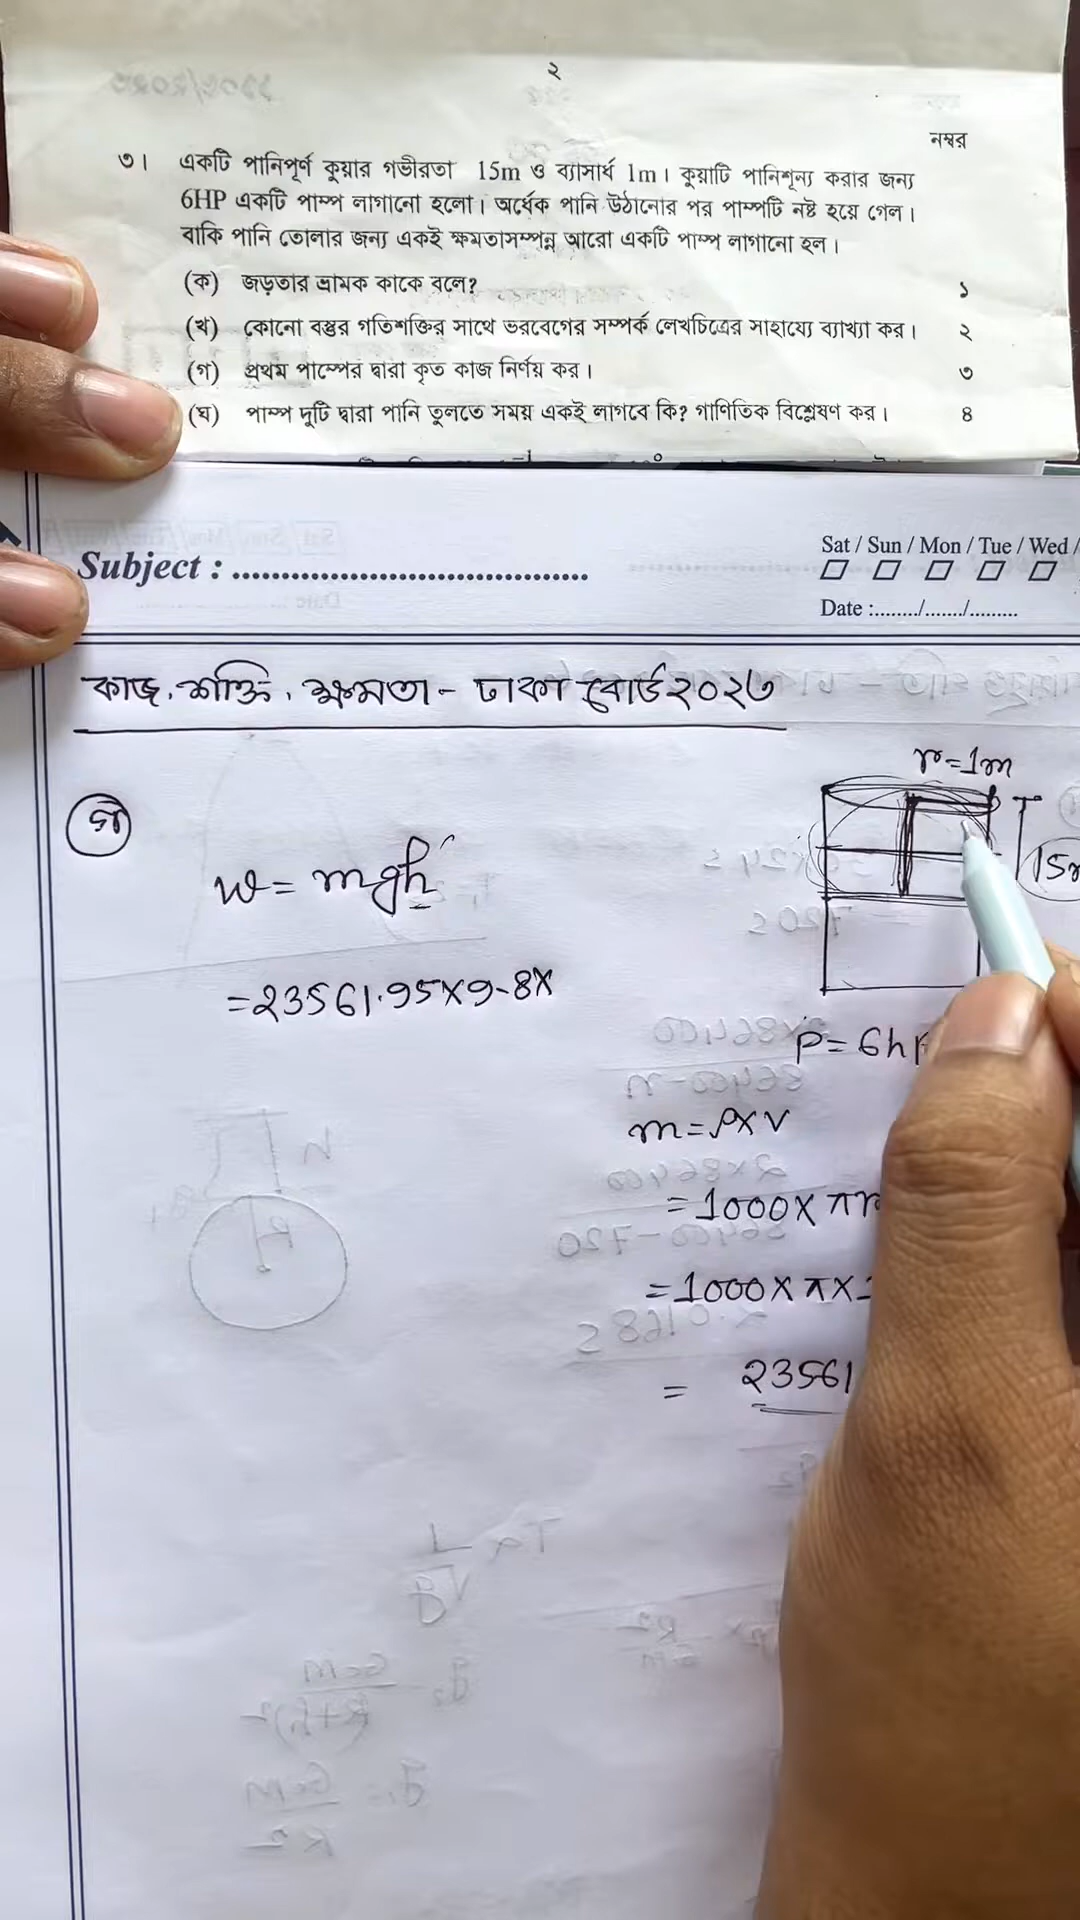 ২
নম্বর
৩। একটি পানিপূর্ণ কুয়ার গভীরতা 15m ও ব্যাসার্ধ 1m। কুয়াটি পানিশূন্য করার জন্য
6HP একটি পাম্প লাগানো হলো। অর্ধেক পানি উঠানোর পর পাম্পটি নষ্ট হয়ে গেল।
বাকি পানি তোলার জন্য একই ক্ষমতাসম্পন্ন আরো একটি পাম্প লাগানো হল।
(ক) জড়তার ভ্রামক কাকে বলে? ১
(খ) কোনো বস্তুর গতিশক্তির সাথে ভরবেগের সম্পর্ক লেখচিত্রের সাহায্যে ব্যাখ্যা কর। ২
(গ) প্রথম পাম্পের দ্বারা কৃত কাজ নির্ণয় কর। ৩
(ঘ) পাম্প দুটি দ্বারা পানি তুলতে সময় একই লাগবে কি? গাণিতিক বিশ্লেষণ কর। ৪
Subject :
Sat / Sun / Mon / Tue / Wed /
Date :......../......./.........
কাজ, শক্তি, ক্ষমতা - ঢাকা বোর্ড ২০২৩
r=1m
গ
15m
w = mgh
=23561.95×9.8×
P = 6hp
m = ρ×v
= 1000× πr
= 1000× π×
= 23561